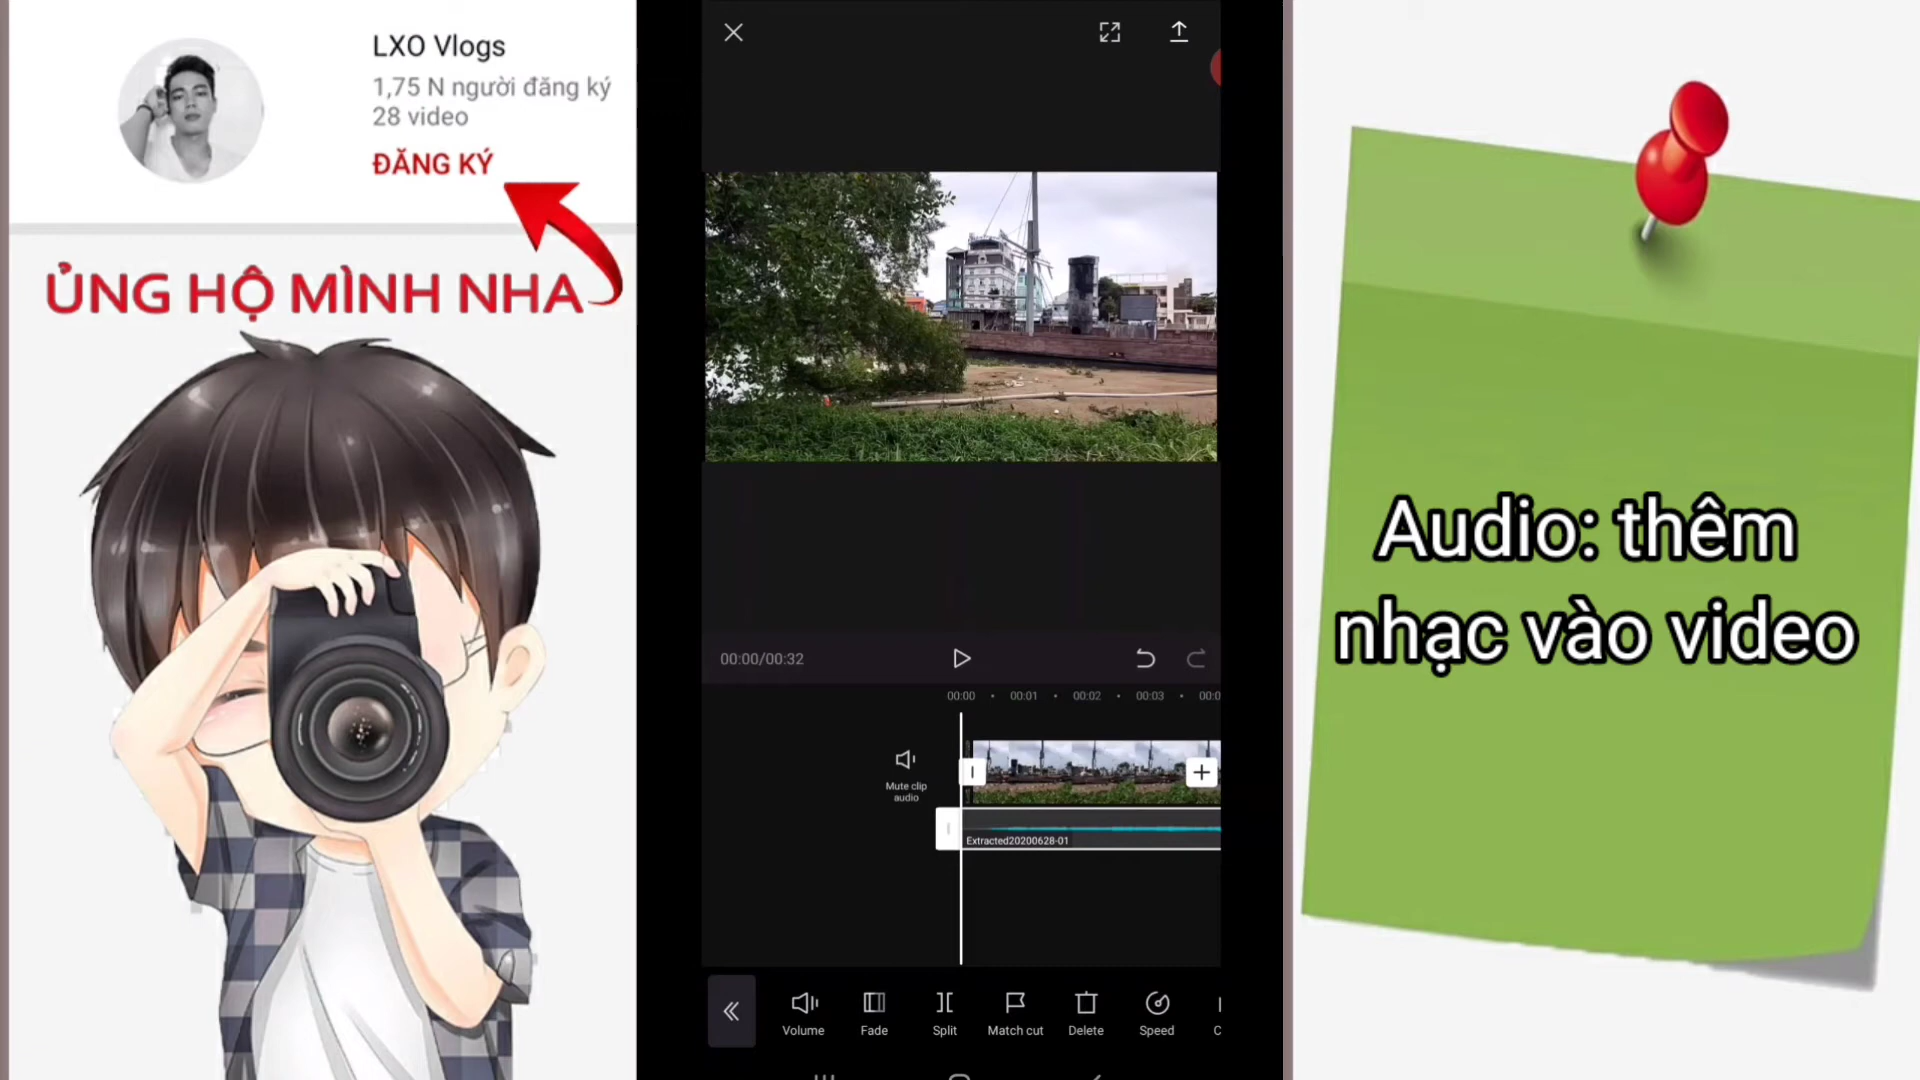 LXO Vlogs
1,75 N người đăng ký
28 video
ĐĂNG KÝ
ỦNG HỘ MÌNH NHA
00:00/00:32
00:00 • 00:01 • 00:02 • 00:03 •
Mute clip
audio
Extracted20200628-01
Volume Fade Split Match cut Delete Speed
Audio: thêm
nhạc vào video